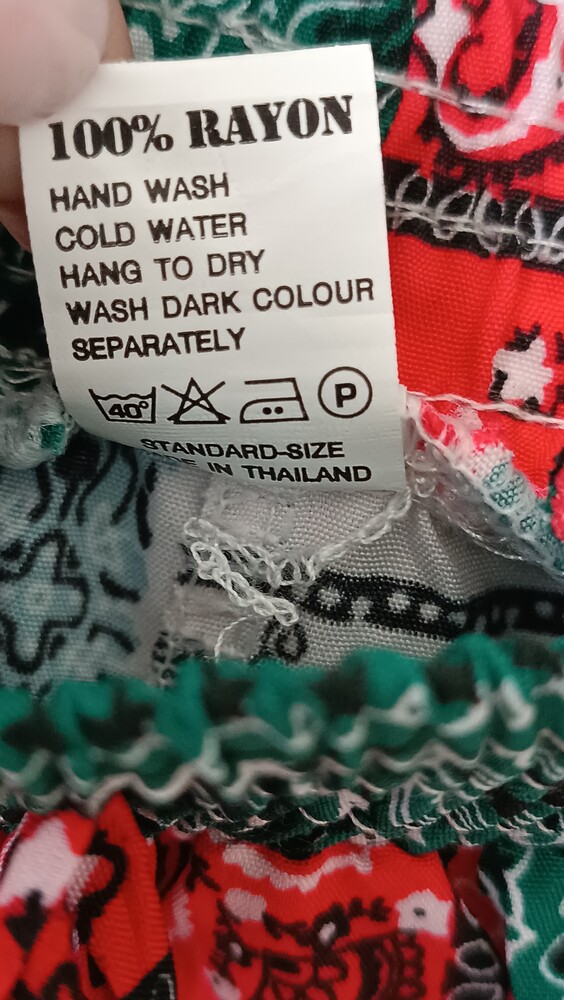 100% RAYON
HAND WASH
COLD WATER
HANG TO DRY
WASH DARK COLOUR
SEPARATELY
40° P
STANDARD-SIZE
IN THAILAND